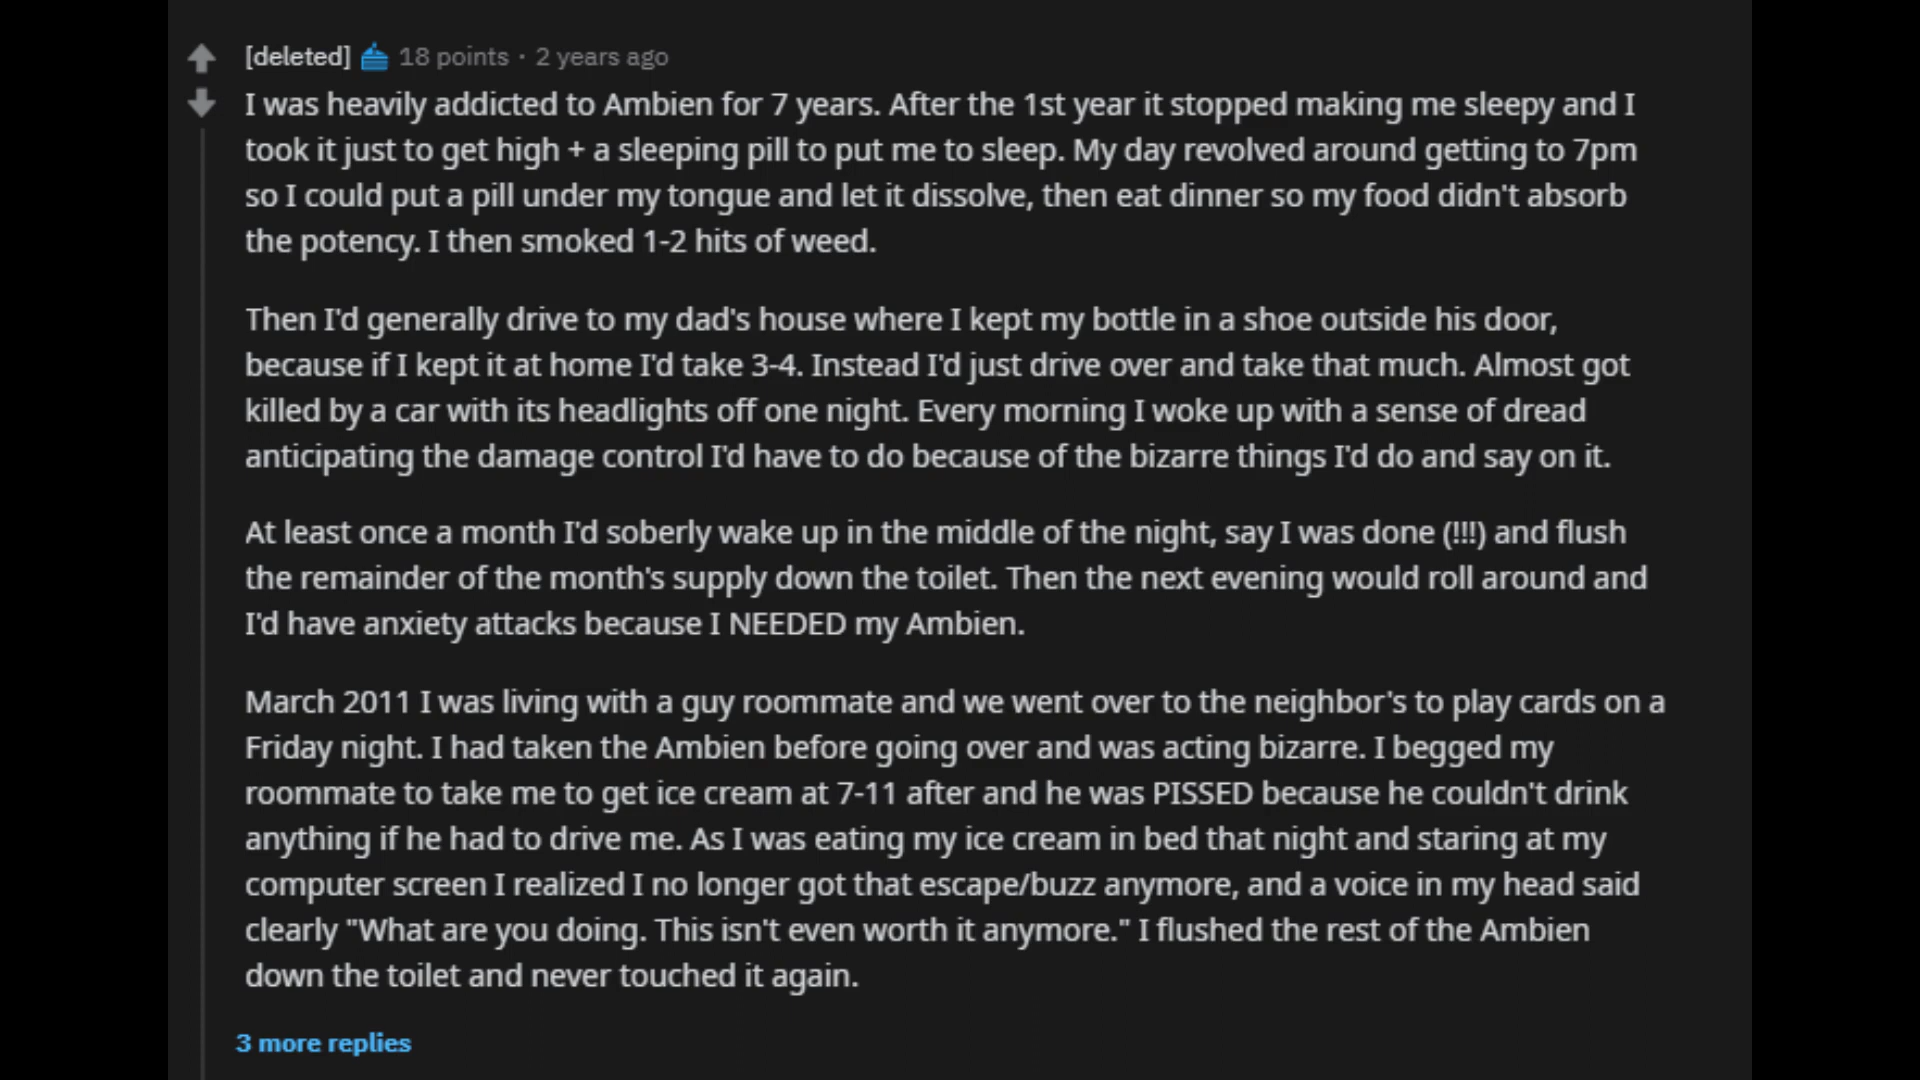 [deleted] 18 points · 2 years ago
I was heavily addicted to Ambien for 7 years. After the 1st year it stopped making me sleepy and I
took it just to get high + a sleeping pill to put me to sleep. My day revolved around getting to 7pm
so I could put a pill under my tongue and let it dissolve, then eat dinner so my food didn't absorb
the potency. I then smoked 1-2 hits of weed.
Then I'd generally drive to my dad's house where I kept my bottle in a shoe outside his door,
because if I kept it at home I'd take 3-4. Instead I'd just drive over and take that much. Almost got
killed by a car with its headlights off one night. Every morning I woke up with a sense of dread
anticipating the damage control I'd have to do because of the bizarre things I'd do and say on it.
At least once a month I'd soberly wake up in the middle of the night, say I was done (!!!) and flush
the remainder of the month's supply down the toilet. Then the next evening would roll around and
I'd have anxiety attacks because I NEEDED my Ambien.
March 2011 I was living with a guy roommate and we went over to the neighbor's to play cards on a
Friday night. I had taken the Ambien before going over and was acting bizarre. I begged my
roommate to take me to get ice cream at 7-11 after and he was PISSED because he couldn't drink
anything if he had to drive me. As I was eating my ice cream in bed that night and staring at my
computer screen I realized I no longer got that escape/buzz anymore, and a voice in my head said
clearly "What are you doing. This isn't even worth it anymore." I flushed the rest of the Ambien
down the toilet and never touched it again.
3 more replies